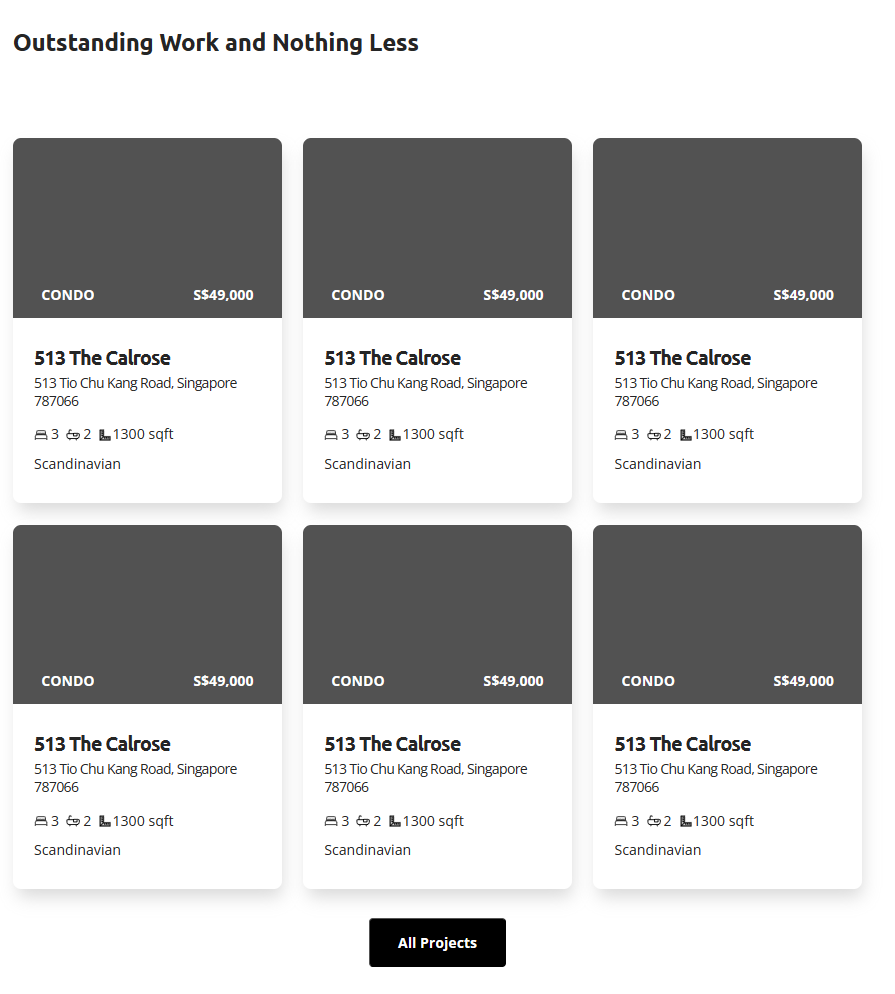 Outstanding Work and Nothing Less
CONDO S$49,000
513 The Calrose
513 Tio Chu Kang Road, Singapore
787066
3 2 1300 sqft
Scandinavian
CONDO S$49,000
513 The Calrose
513 Tio Chu Kang Road, Singapore
787066
3 2 1300 sqft
Scandinavian
CONDO S$49,000
513 The Calrose
513 Tio Chu Kang Road, Singapore
787066
3 2 1300 sqft
Scandinavian
CONDO S$49,000
513 The Calrose
513 Tio Chu Kang Road, Singapore
787066
3 2 1300 sqft
Scandinavian
CONDO S$49,000
513 The Calrose
513 Tio Chu Kang Road, Singapore
787066
3 2 1300 sqft
Scandinavian
CONDO S$49,000
513 The Calrose
513 Tio Chu Kang Road, Singapore
787066
3 2 1300 sqft
Scandinavian
All Projects